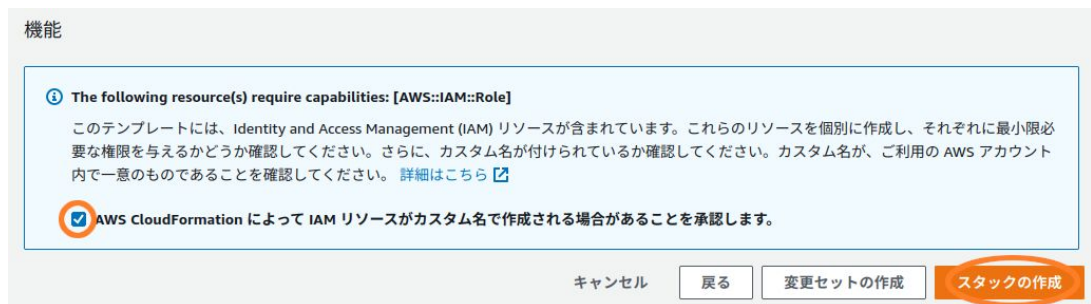 機能
The following resource(s) require capabilities: [AWS::IAM::Role]
このテンプレートには、Identity and Access Management (IAM) リソースが含まれています。これらのリソースを個別に作成し、それぞれに最小限必
要な権限を与えるかどうか確認してください。さらに、カスタム名が付けられているか確認してください。カスタム名が、ご利用の AWS アカウント
内で一意のものであることを確認してください。 詳細はこちら
AWS CloudFormation によって IAM リソースがカスタム名で作成される場合があることを承認します。
キャンセル 戻る 変更セットの作成 スタックの作成